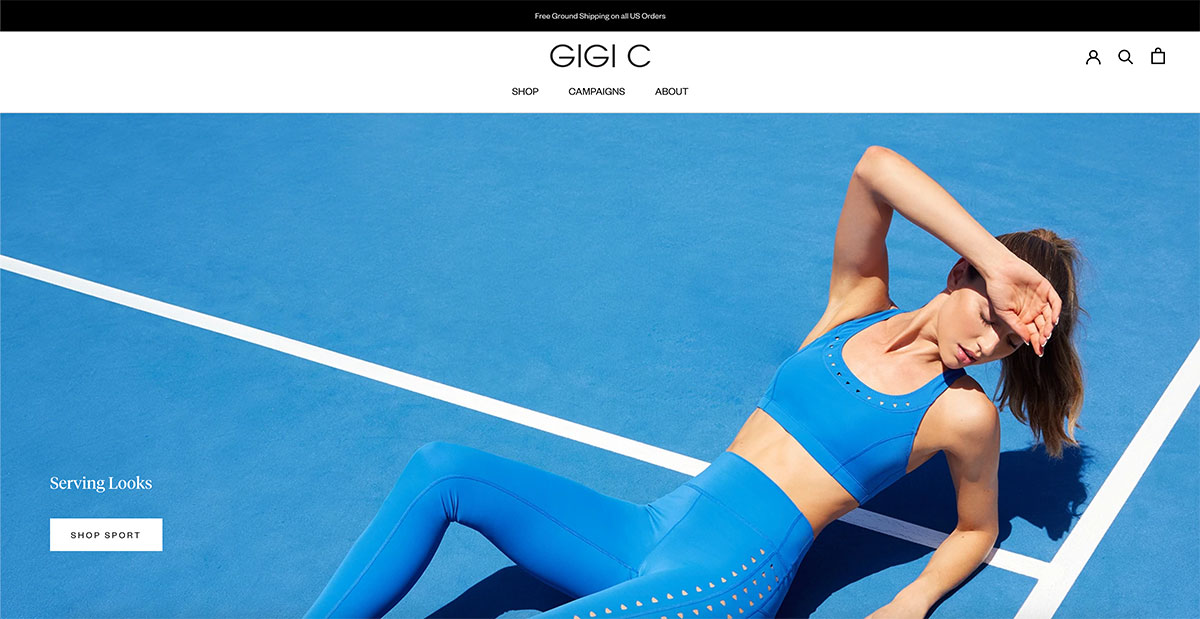 Free Ground Shipping on all US Orders
GIGI C
SHOP CAMPAIGNS ABOUT
Serving Looks
SHOP SPORT